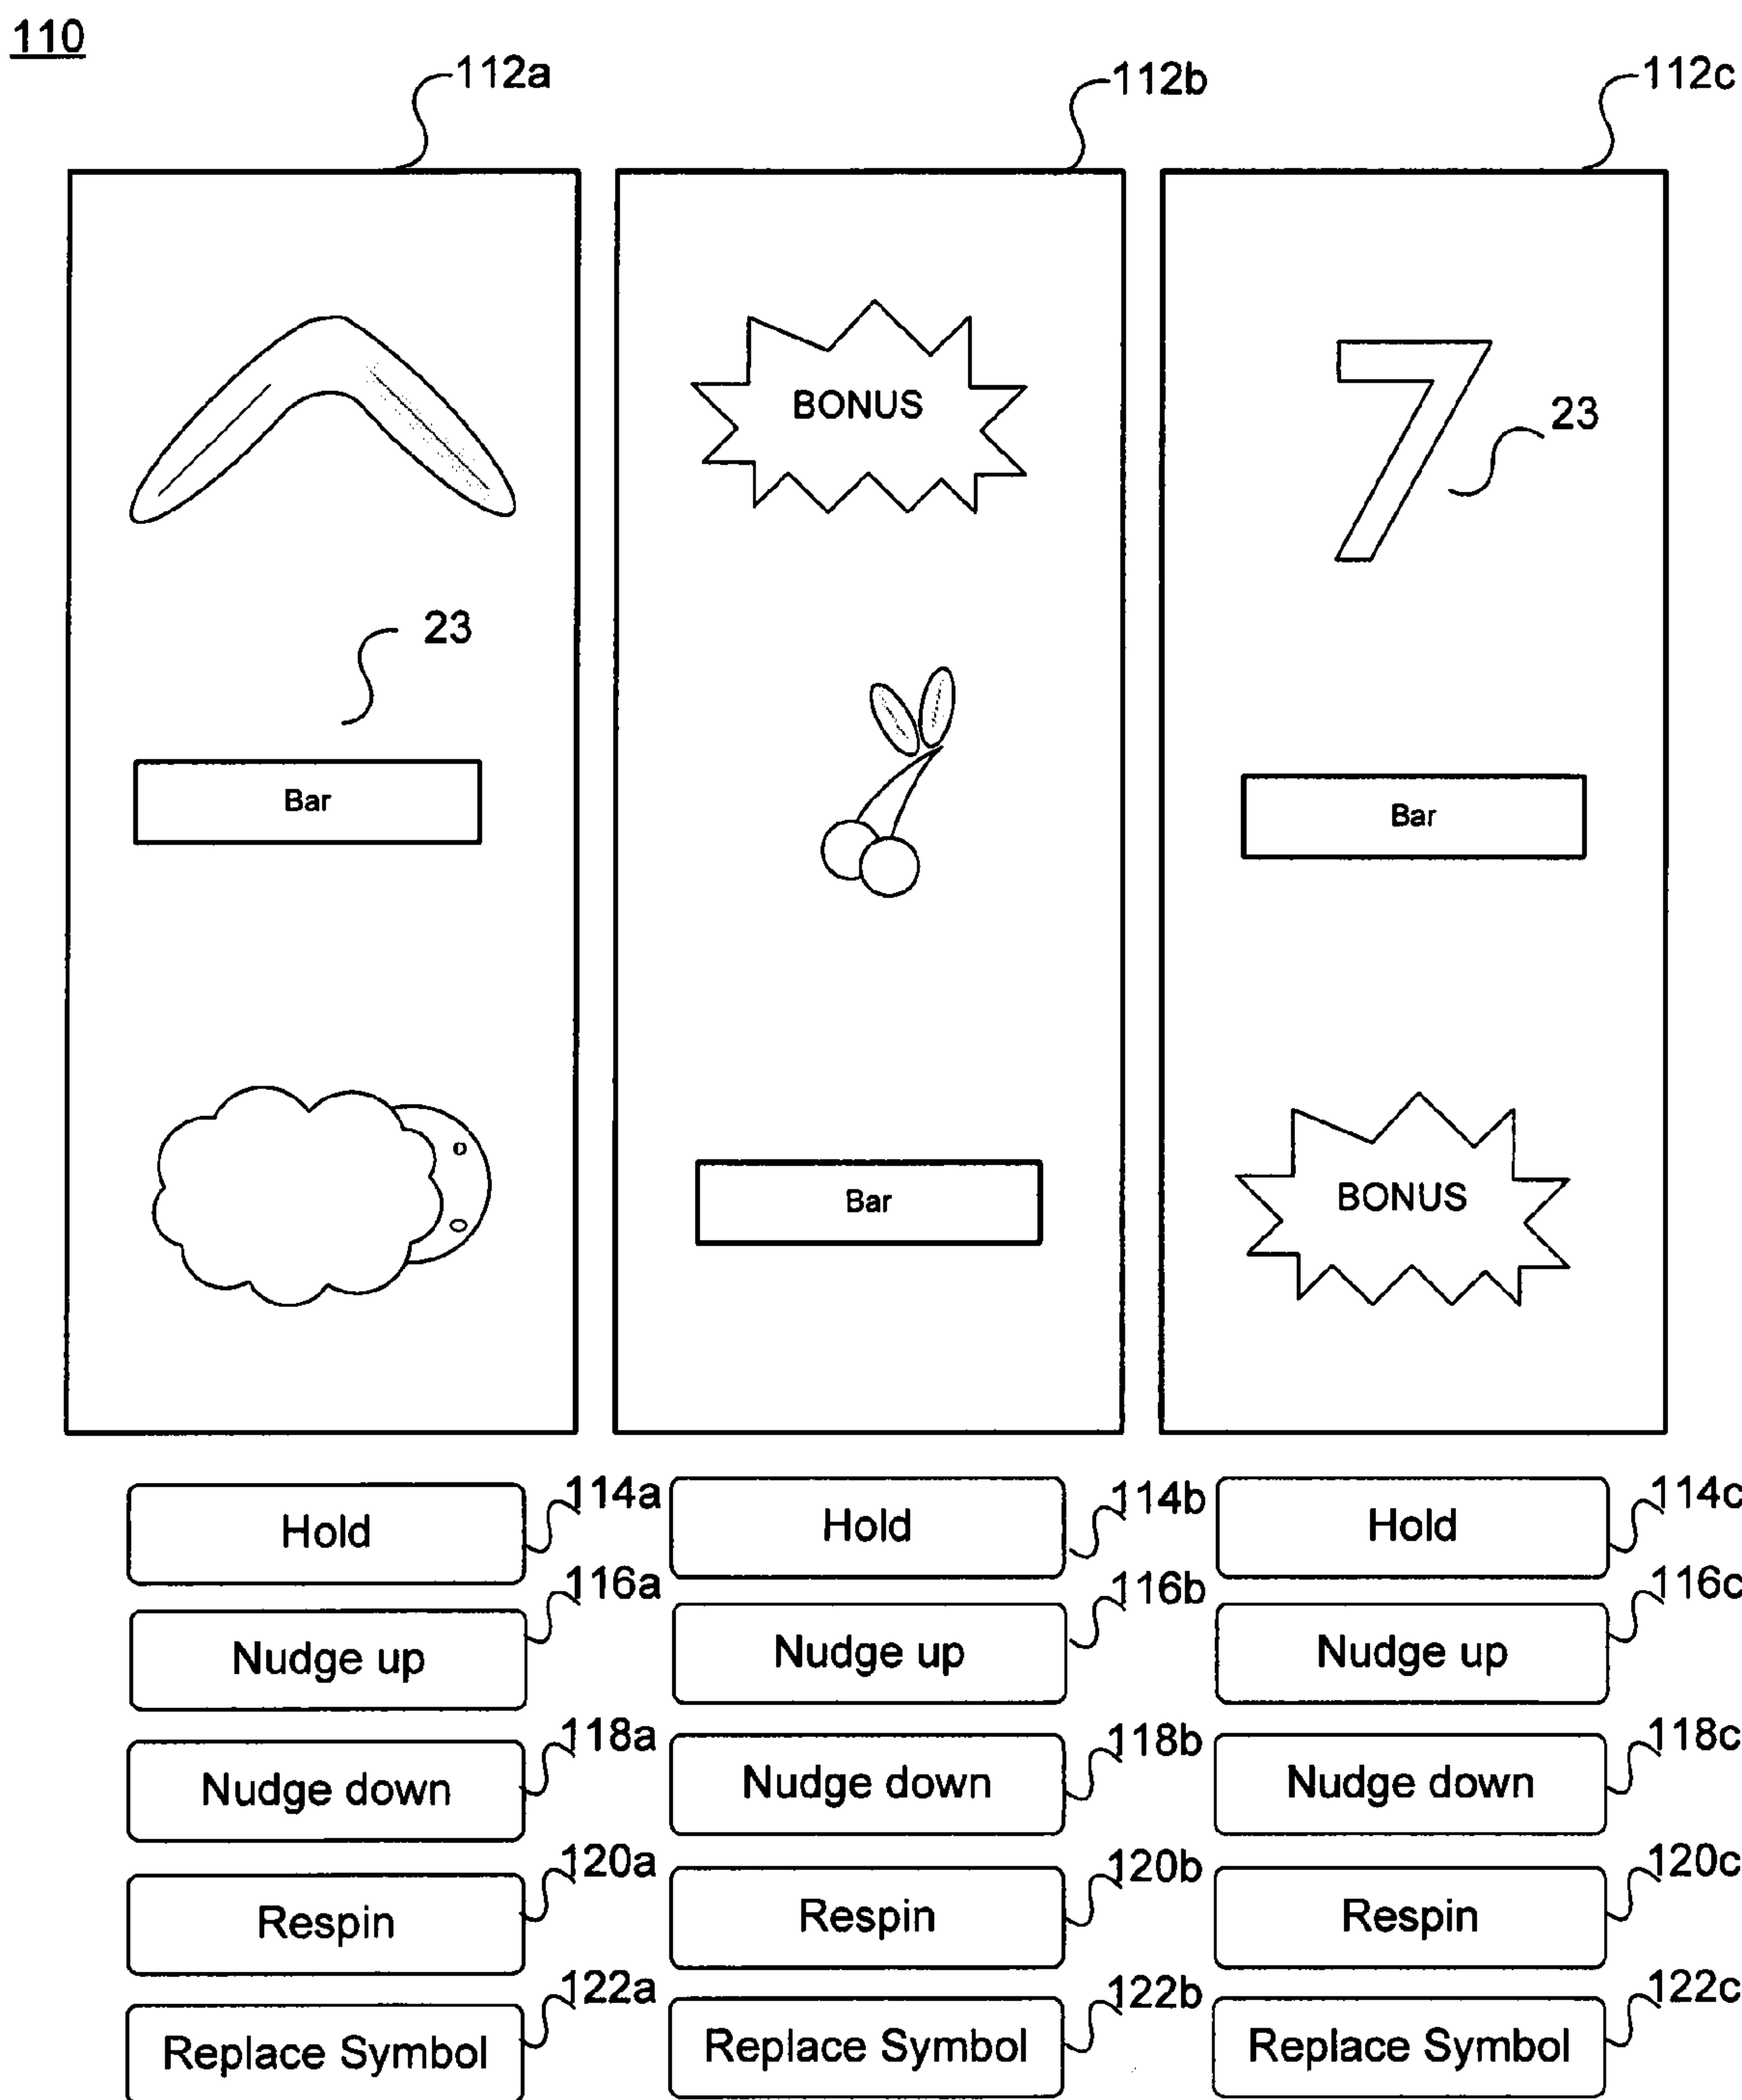 110
112a 112b 112c
BONUS
7
23
23
Bar
Bar
Bar
BONUS
Hold 114a Hold 114b Hold 114c
Nudge up 116a Nudge up 116b Nudge up 116c
Nudge down 118a Nudge down 118b Nudge down 118c
Respin 120a Respin 120b Respin 120c
Replace Symbol 122a Replace Symbol 122b Replace Symbol 122c